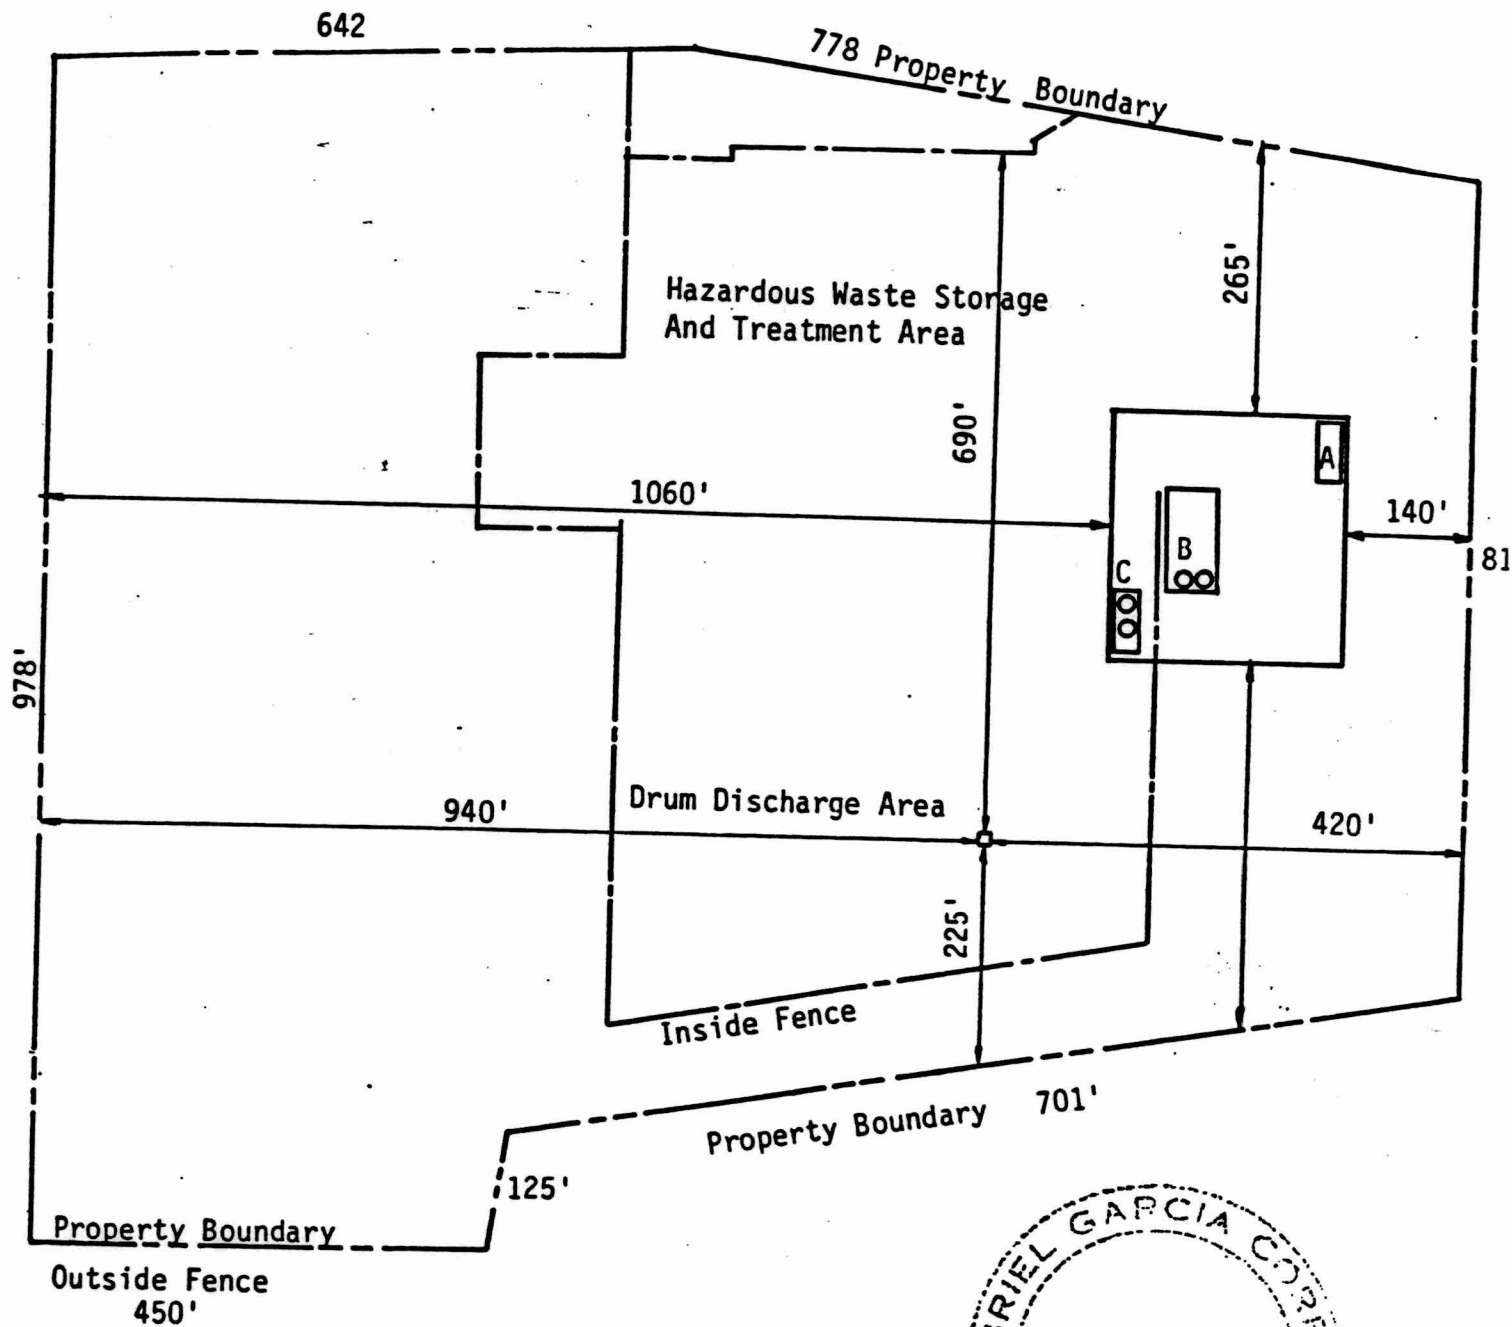 642
778 Property Boundary
Hazardous Waste Storage
And Treatment Area
265'
690'
A
1060'
140'
B
C
81
978'
Drum Discharge Area
940'
420'
225'
Inside Fence
Property Boundary 701'
125'
Property Boundary
Outside Fence
450'
GARCIA